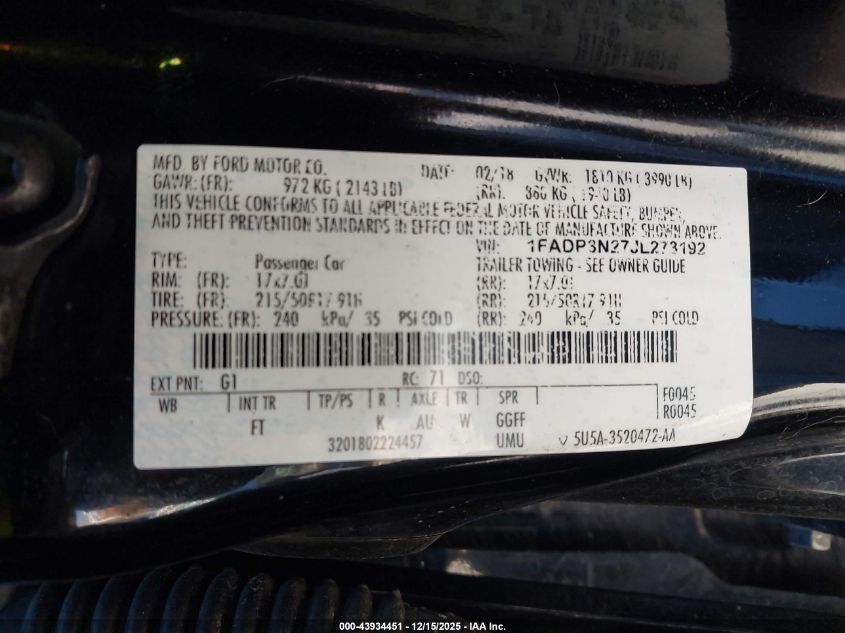 MFD. BY FORD MOTOR CO. DATE: 02/18 GVWR: 1810 KG ( 3990 LB)
GAWR: (FR): 972 KG ( 2143 LB) (RR): 880 KG ( 1940 LB)
THIS VEHICLE CONFORMS TO ALL APPLICABLE FEDERAL MOTOR VEHICLE SAFETY, BUMPER,
AND THEFT PREVENTION STANDARDS IN EFFECT ON THE DATE OF MANUFACTURE SHOWN ABOVE.
VIN: 1FADP3N27JL273192
TYPE: Passenger Car TRAILER TOWING - SEE OWNER GUIDE
RIM: (FR): 17x7.0J (RR): 17x7.0J
TIRE: (FR): 215/50R17 91H (RR): 215/50R17 91H
PRESSURE: (FR): 240 kPa/ 35 PSI COLD (RR): 240 kPa/ 35 PSI COLD
EXT PNT: G1 RC: 71 DSO:
WB INT TR TP/PS R AXLE TR SPR F0045
FT K AU W GGFF R0045
3201802224457 UMU 5U5A-3520472-AA
000-43934451 - 12/15/2025 - IAA Inc.